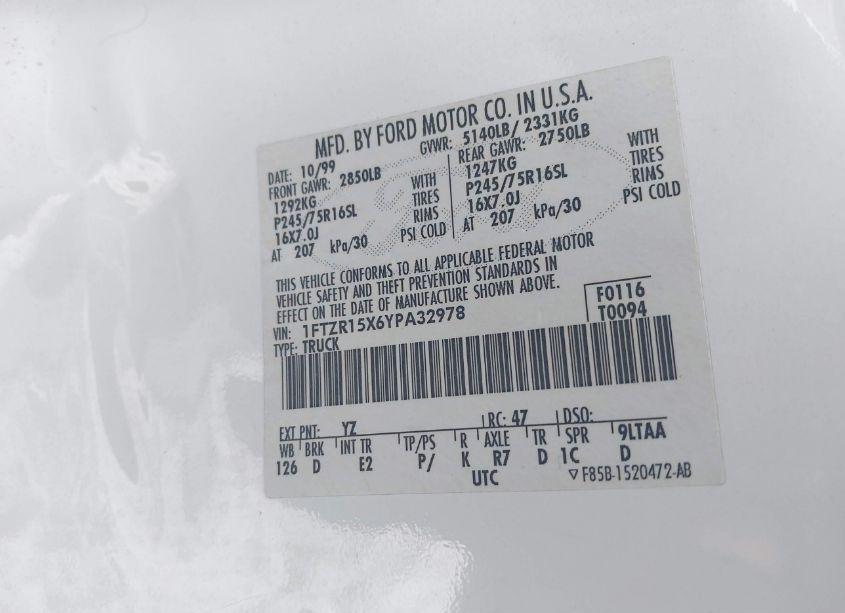 MFD. BY FORD MOTOR CO. IN U.S.A.
DATE: 10/99 GVWR: 5140LB/ 2331KG
FRONT GAWR: 2850LB REAR GAWR: 2750LB
1292KG WITH 1247KG WITH
P245/75R16SL TIRES P245/75R16SL TIRES
16X7.0J RIMS 16X7.0J RIMS
AT 207 kPa/30 PSI COLD AT 207 kPa/30 PSI COLD
THIS VEHICLE CONFORMS TO ALL APPLICABLE FEDERAL MOTOR
VEHICLE SAFETY AND THEFT PREVENTION STANDARDS IN
EFFECT ON THE DATE OF MANUFACTURE SHOWN ABOVE.
VIN: 1FTZR15X6YPA32978 F0116
TYPE: TRUCK T0094
EXT PNT: YZ RC: 47 DSO:
WB BRK INT TR TP/PS R AXLE TR SPR 9LTAA
126 D E2 P/ K R7 D 1C D
UTC ▽ F85B-1520472-AB